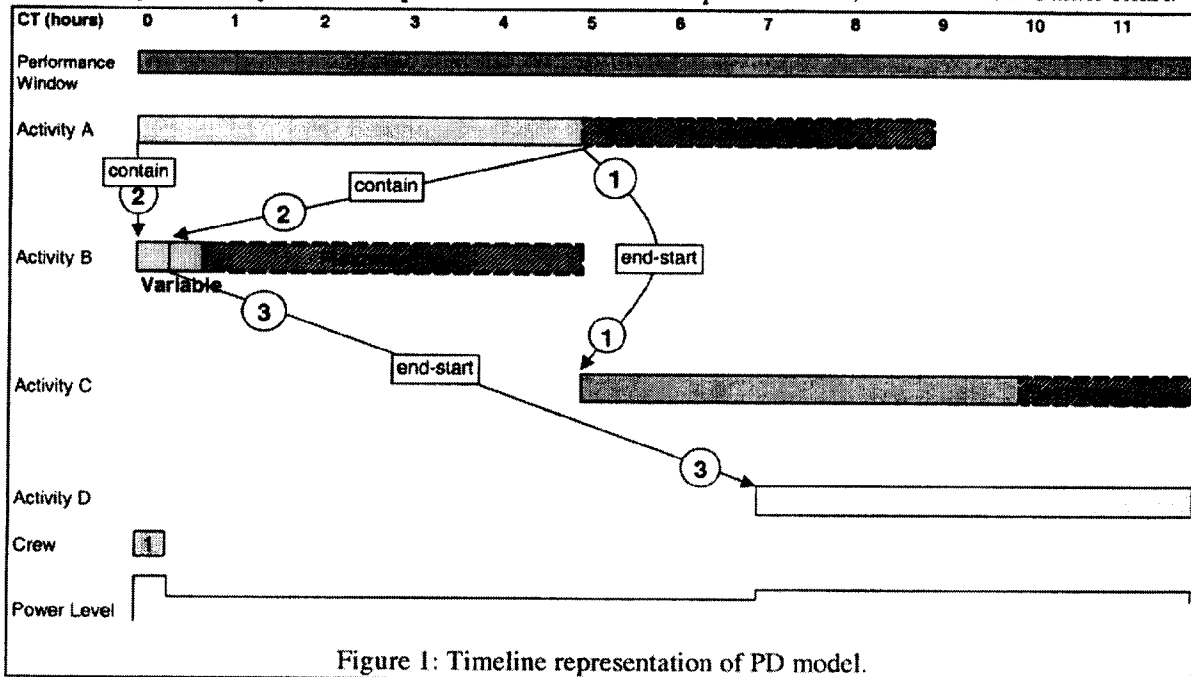 CT (hours) 0 1 2 3 4 5 6 7 8 9 10 11
Performance
Window
Activity A
contain
2
contain
2
1
Activity B
end-start
Variable
3
1
end-start
Activity C
3
Activity D
Crew 1
Power Level
Figure 1: Timeline representation of PD model.